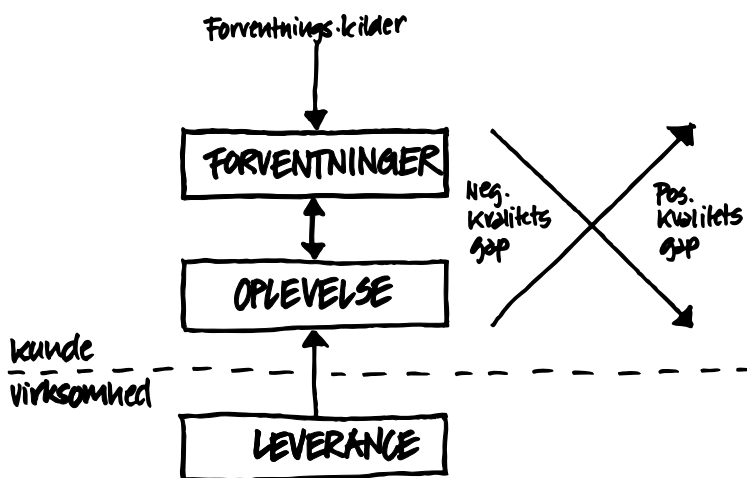 Forventnings.kilder
FORVENTNINGER
Neg.
Kvalitets
gap
Pos.
Kvalitets
gap
OPLEVELSE
kunde
virksomhed
LEVERANCE